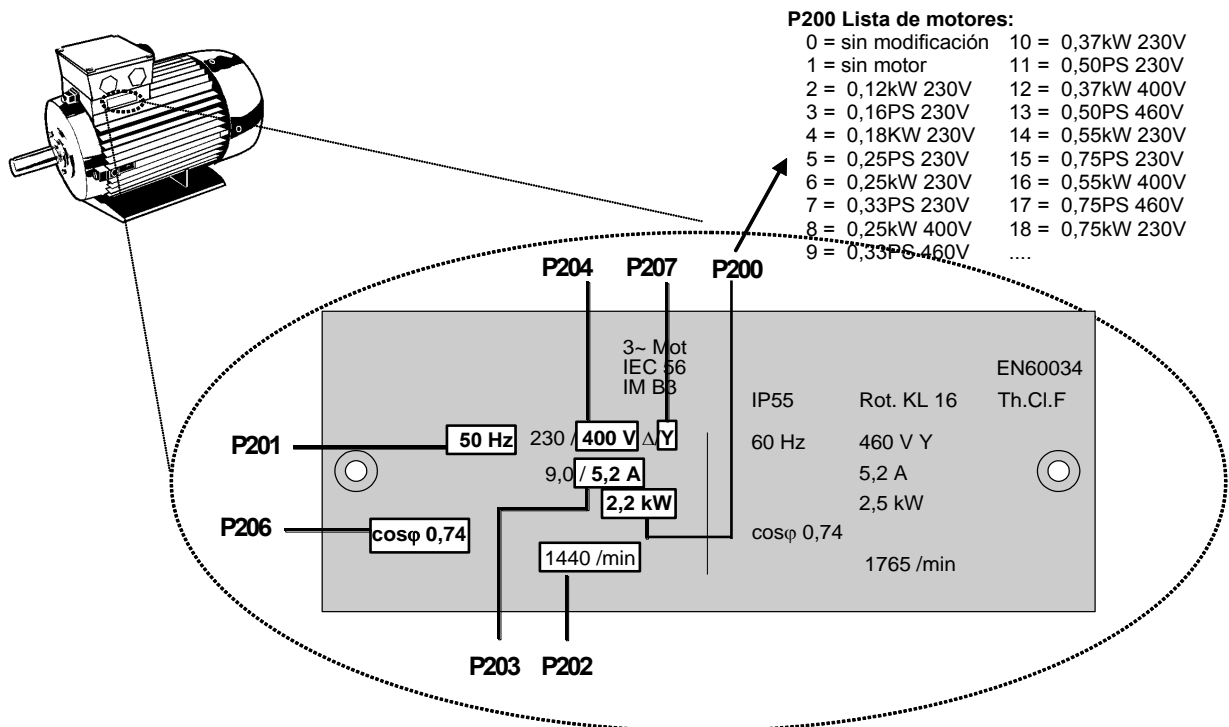 P200 Lista de motores:
0 = sin modificación
1 = sin motor
2 = 0,12kW 230V
3 = 0,16PS 230V
4 = 0,18KW 230V
5 = 0,25PS 230V
6 = 0,25kW 230V
7 = 0,33PS 230V
8 = 0,25kW 400V
9 = 0,33PS 460V
10 = 0,37kW 230V
11 = 0,50PS 230V
12 = 0,37kW 400V
13 = 0,50PS 460V
14 = 0,55kW 230V
15 = 0,75PS 230V
16 = 0,55kW 400V
17 = 0,75PS 460V
18 = 0,75kW 230V
....
P204 P207 P200
3~ Mot
IEC 56
IM B3
EN60034
IP55 Rot. KL 16 Th.Cl.F
P201
50 Hz 230 / 400 V Δ/Y
60 Hz 460 V Y
9,0 / 5,2 A
5,2 A
2,2 kW
2,5 kW
P206
cosφ 0,74
cosφ 0,74
1440 /min
1765 /min
P203 P202